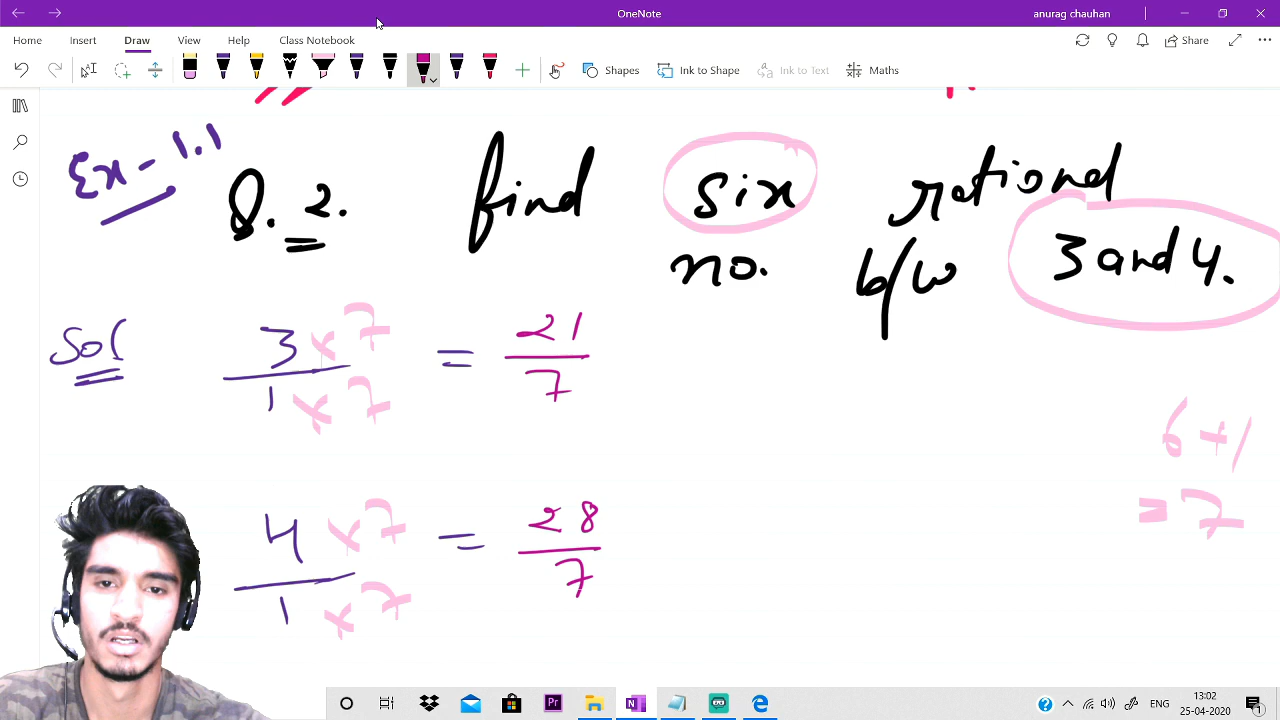 OneNote
anurag chauhan
Home Insert Draw View Help Class Notebook
Share
Shapes Ink to Shape Ink to Text Maths
Ex - 1.1
Q. 2. find six rational
no. b/w 3 and 4.
Sol 3 x 7 / 1 x 7 = 21 / 7
6 + 1
= 7
4 x 7 / 1 x 7 = 28 / 7
ENG
13:02
25-05-2020